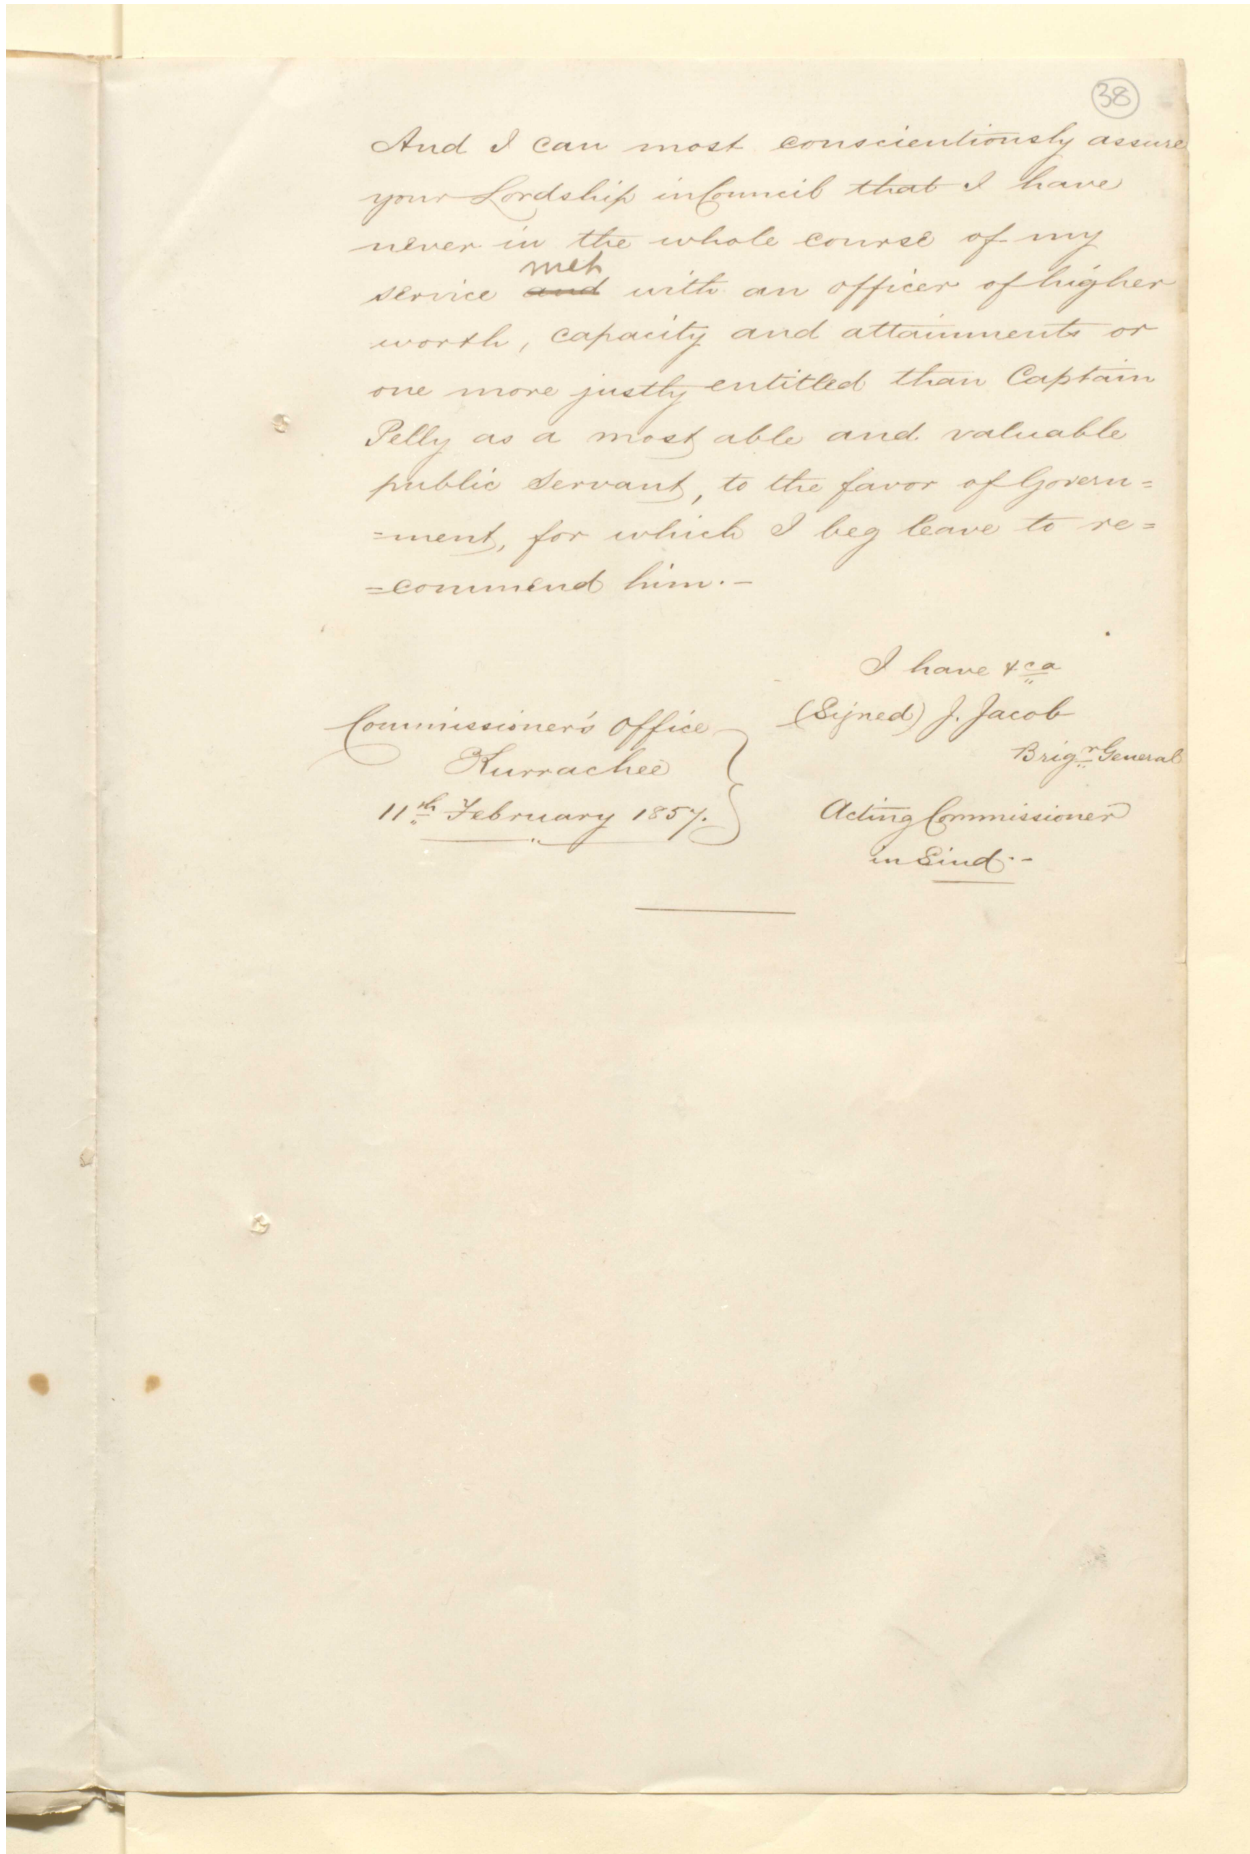 38
And I can most conscientiously assure
your Lordship in Council that I have
never in the whole course of my
met
service and with an officer of higher
worth, capacity and attainments or
one more justly entitled than Captain
Pelly as a most able and valuable
public servant, to the favor of Govern=
=ment, for which I beg leave to re=
=commend him.-
I have &ca
(Signed) J. Jacob
Brigr General
Acting Commissioner
in Sind.-
Commissioner's Office
Kurrachee
11th February 1857.